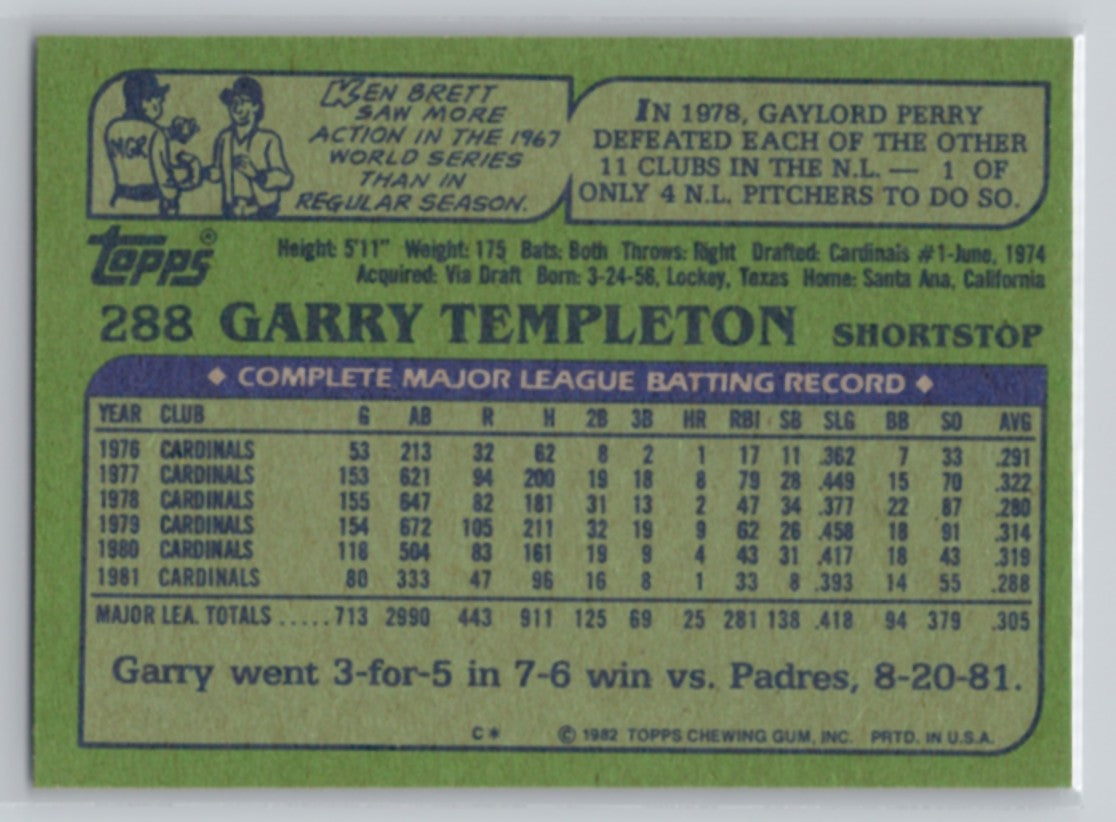 MGR
KEN BRETT
SAW MORE
ACTION IN THE 1967
WORLD SERIES
THAN IN
REGULAR SEASON.
IN 1978, GAYLORD PERRY
DEFEATED EACH OF THE OTHER
11 CLUBS IN THE N.L. — 1 OF
ONLY 4 N.L. PITCHERS TO DO SO.
Topps®
Height: 5'11" Weight: 175 Bats: Both Throws: Right Drafted: Cardinals #1-June, 1974
Acquired: Via Draft Born: 3-24-56, Lockey, Texas Home: Santa Ana, California
288 GARRY TEMPLETON SHORTSTOP
◆ COMPLETE MAJOR LEAGUE BATTING RECORD ◆
YEAR CLUB G AB R H 2B 3B HR RBI SB SLG BB SO AVG
1976 CARDINALS 53 213 32 62 8 2 1 17 11 .362 7 33 .291
1977 CARDINALS 153 621 94 200 19 18 8 79 28 .449 15 70 .322
1978 CARDINALS 155 647 82 181 31 13 2 47 34 .377 22 87 .280
1979 CARDINALS 154 672 105 211 32 19 9 62 26 .458 18 91 .314
1980 CARDINALS 118 504 83 161 19 9 4 43 31 .417 18 43 .319
1981 CARDINALS 80 333 47 96 16 8 1 33 8 .393 14 55 .288
MAJOR LEA. TOTALS .....713 2990 443 911 125 69 25 281 138 .418 94 379 .305
Garry went 3-for-5 in 7-6 win vs. Padres, 8-20-81.
C* © 1982 TOPPS CHEWING GUM, INC. PRTD. IN U.S.A.